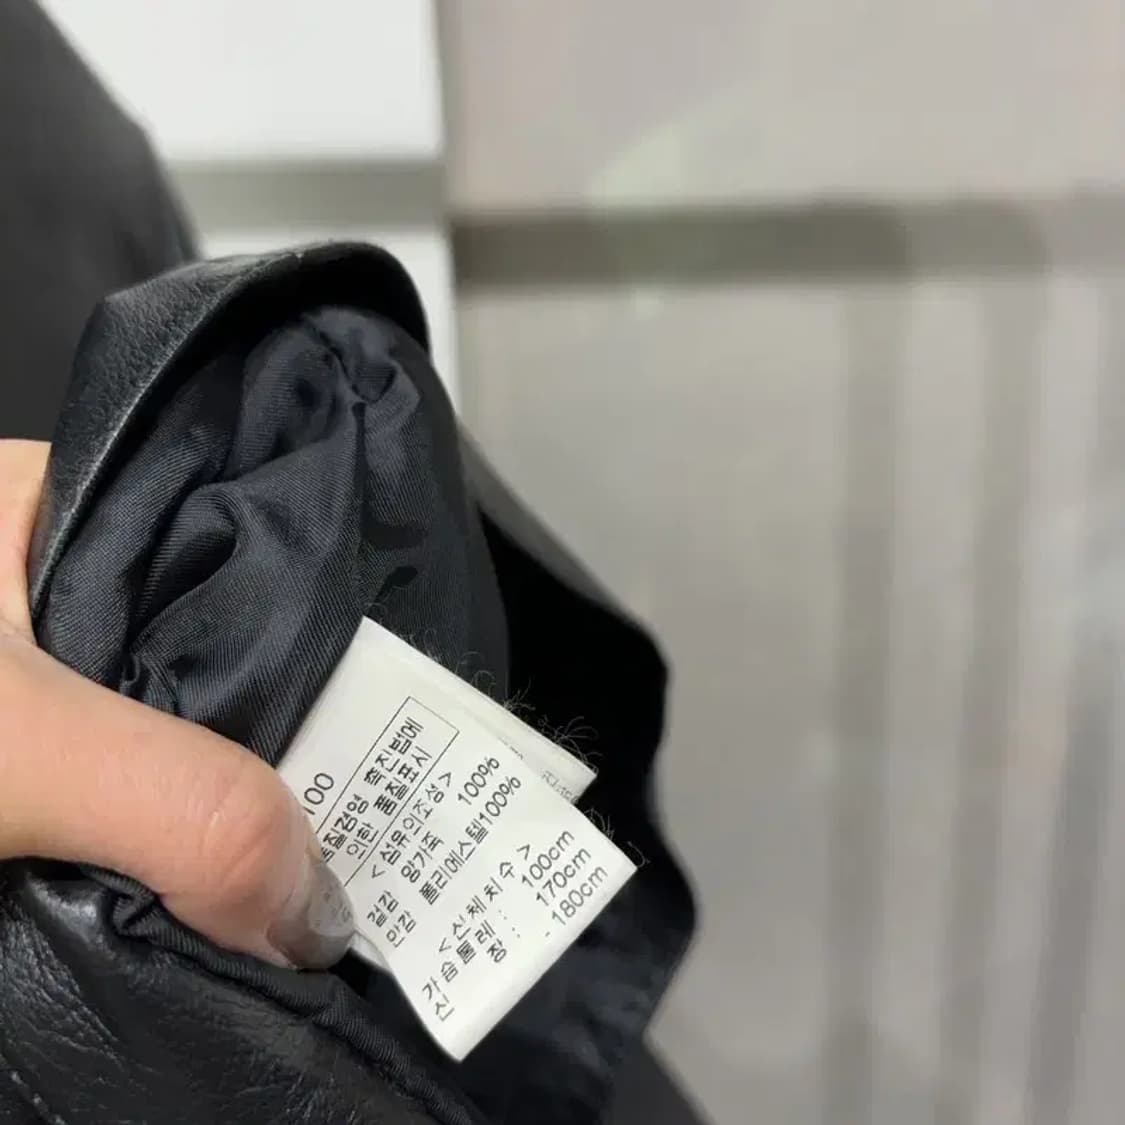 100
품질경영 촉진법에
의한 품질표시
<섬유의조성>
겉감 양가죽 100%
안감 폴리에스텔100%
<신체치수>
가슴둘레 : 100cm
신 장 : 170cm
-180cm